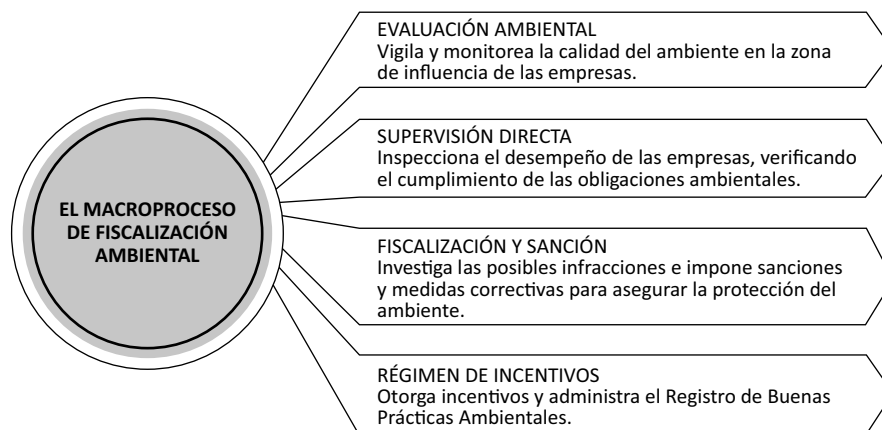 EVALUACIÓN AMBIENTAL
Vigila y monitorea la calidad del ambiente en la zona
de influencia de las empresas.
SUPERVISIÓN DIRECTA
Inspecciona el desempeño de las empresas, verificando
el cumplimiento de las obligaciones ambientales.
EL MACROPROCESO
DE FISCALIZACIÓN
AMBIENTAL
FISCALIZACIÓN Y SANCIÓN
Investiga las posibles infracciones e impone sanciones
y medidas correctivas para asegurar la protección del
ambiente.
RÉGIMEN DE INCENTIVOS
Otorga incentivos y administra el Registro de Buenas
Prácticas Ambientales.